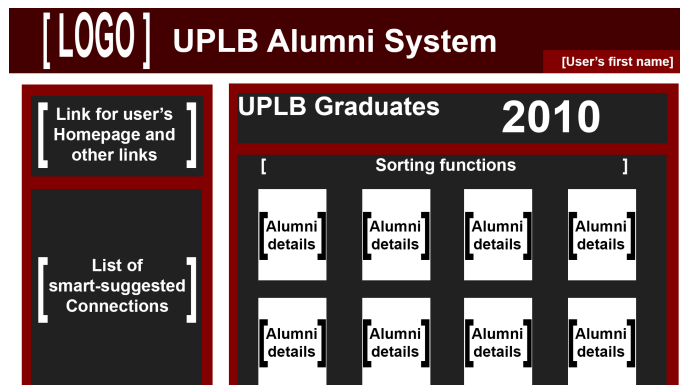 [ LOGO ] UPLB Alumni System
[User's first name]
[ Link for user's
Homepage and
other links ]
[ List of
smart-suggested
Connections ]
UPLB Graduates 2010
[ Sorting functions ]
[Alumni details] [Alumni details] [Alumni details] [Alumni details]
[Alumni details] [Alumni details] [Alumni details] [Alumni details]